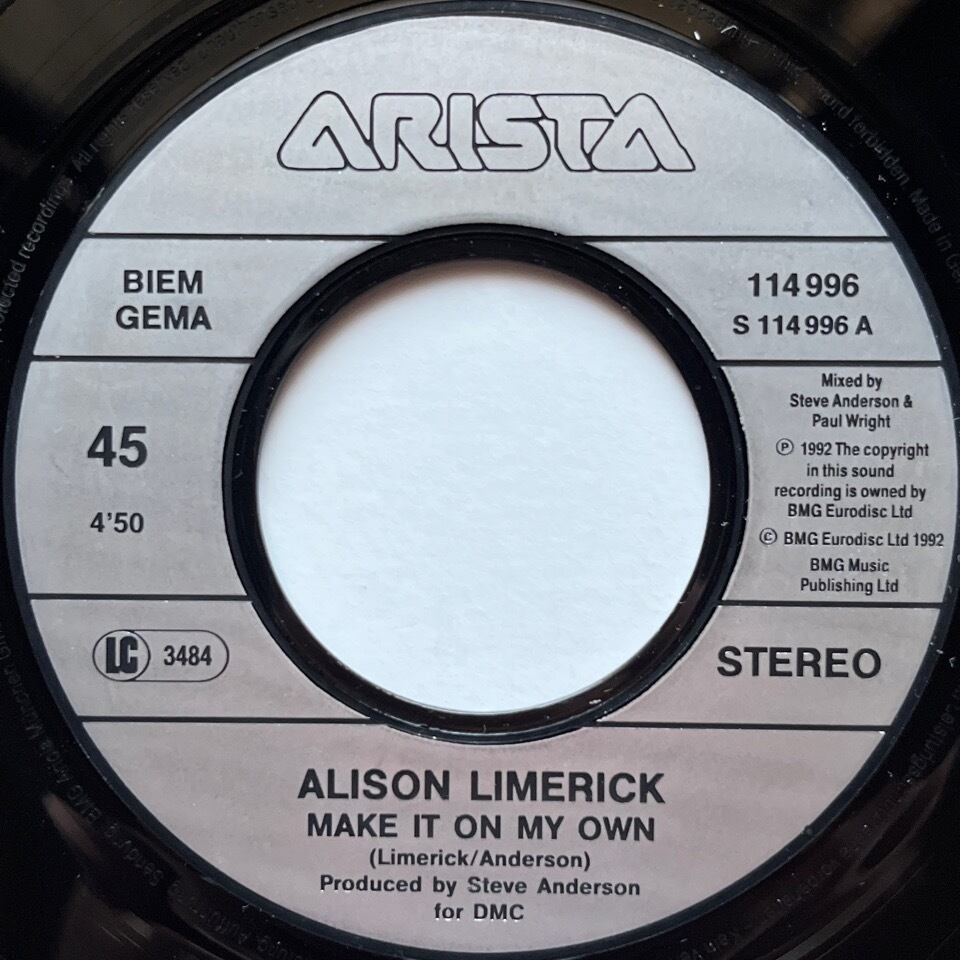 ARISTA
BIEM
GEMA
114 996
S 114 996 A
45
4'50
Mixed by
Steve Anderson &
Paul Wright
℗ 1992 The copyright
in this sound
recording is owned by
BMG Eurodisc Ltd
© BMG Eurodisc Ltd 1992
BMG Music
Publishing Ltd
LC 3484
STEREO
ALISON LIMERICK
MAKE IT ON MY OWN
(Limerick/Anderson)
Produced by Steve Anderson
for DMC